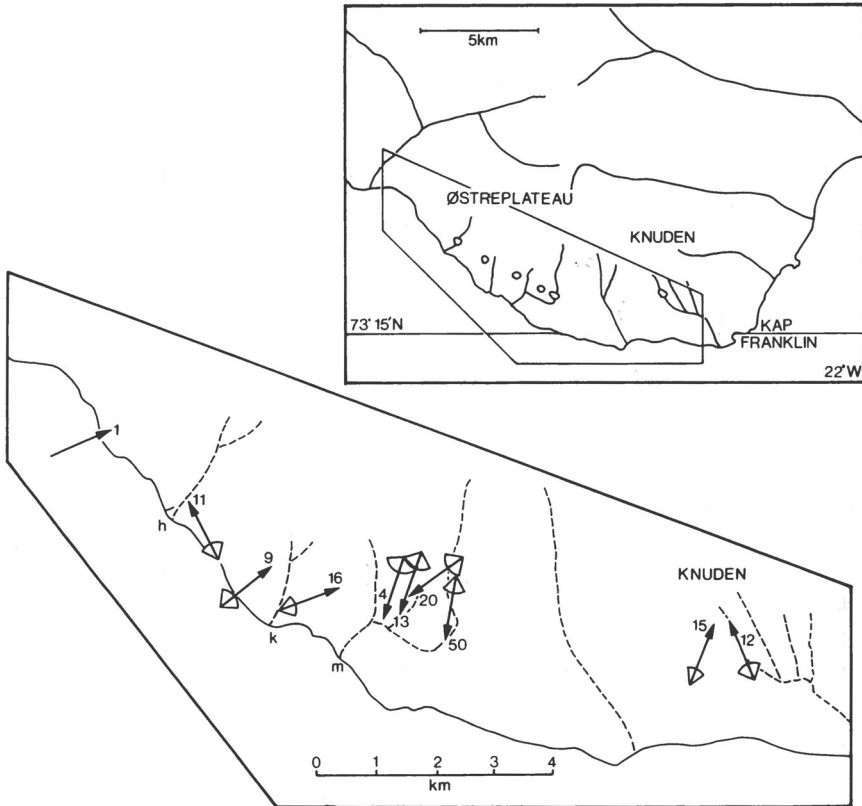 5km
ØSTREPLATEAU
KNUDEN
73°15'N
KAP
FRANKLIN
22°W
1
11
h
9
16
k
4
13
20
50
m
KNUDEN
15
12
0 1 2 3 4
km